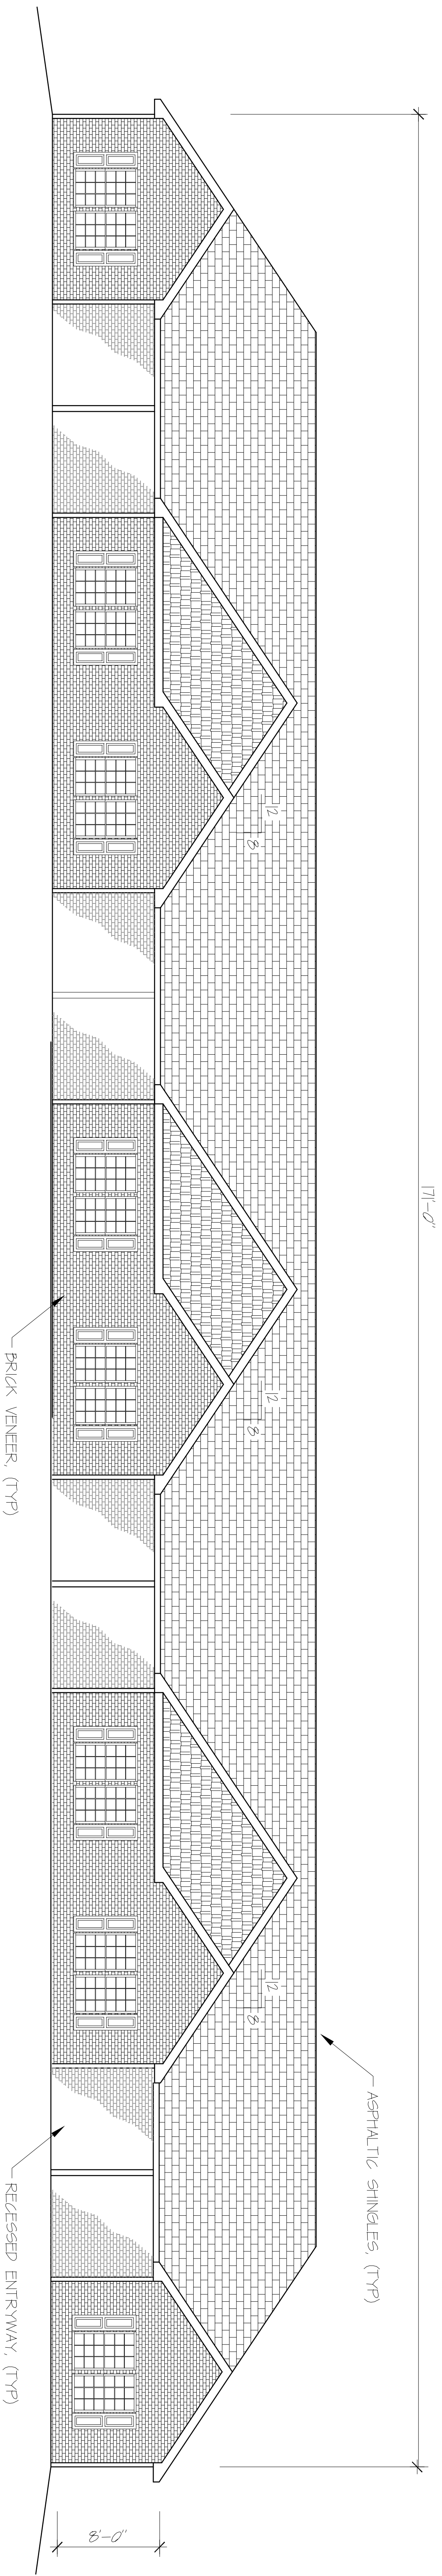 171'-0"
ASPHALTIC SHINGLES, (TYP)
12
8
12
8
12
8
BRICK VENEER, (TYP)
RECESSED ENTRYWAY, (TYP)
8'-0"